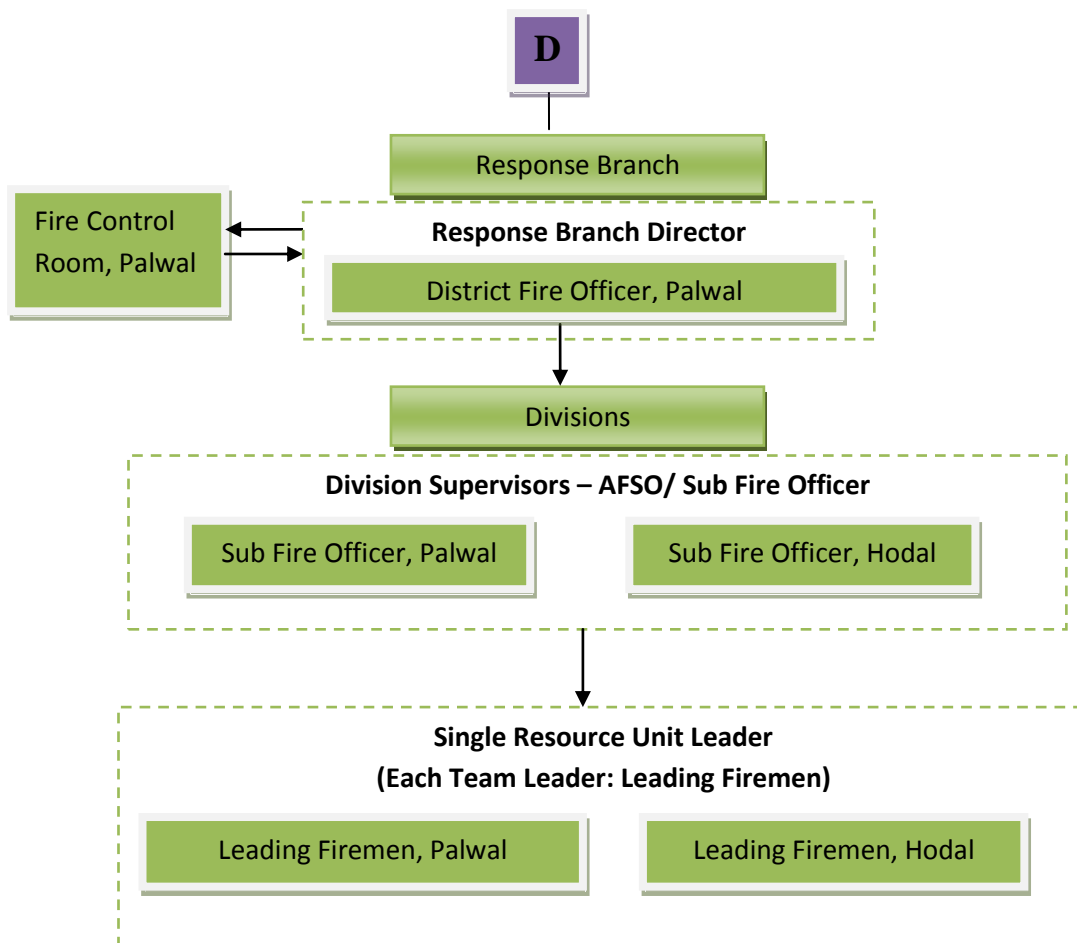 D
Response Branch
Fire Control
Room, Palwal
Response Branch Director
District Fire Officer, Palwal
Divisions
Division Supervisors – AFSO/ Sub Fire Officer
Sub Fire Officer, Palwal
Sub Fire Officer, Hodal
Single Resource Unit Leader
(Each Team Leader: Leading Firemen)
Leading Firemen, Palwal
Leading Firemen, Hodal